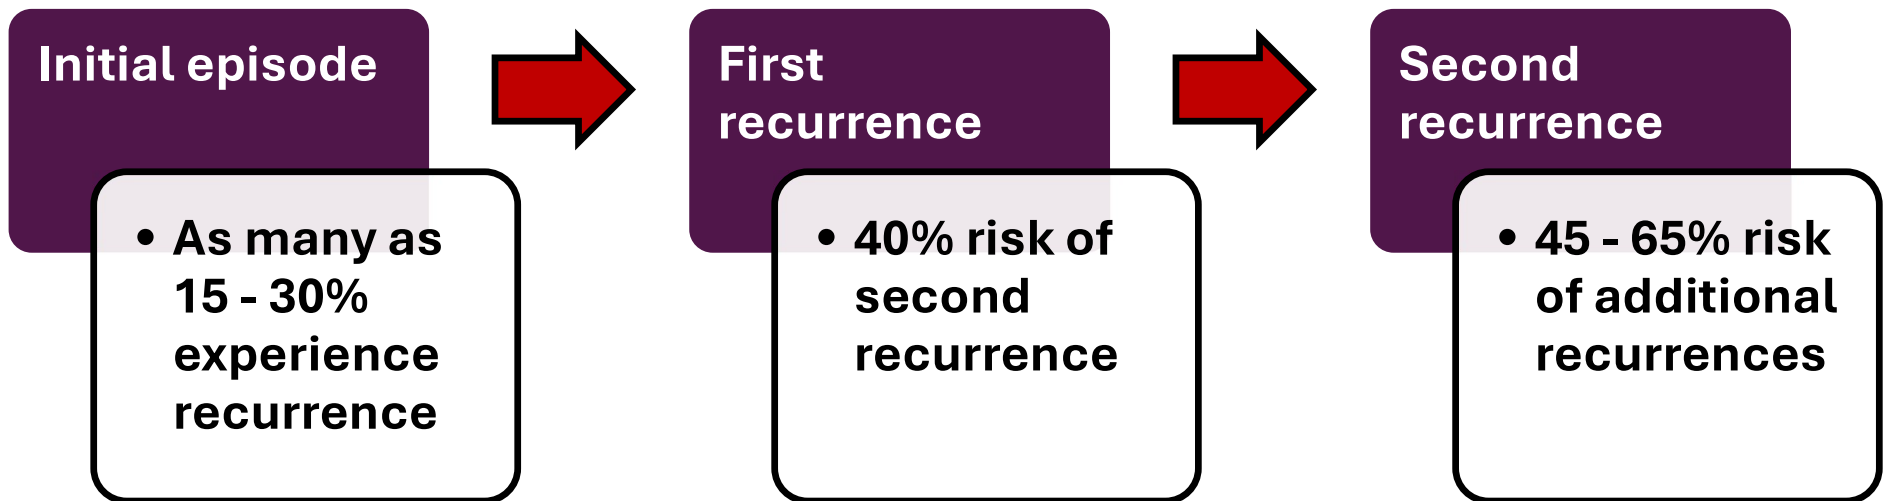 Initial episode
• As many as
15 - 30%
experience
recurrence
First
recurrence
• 40% risk of
second
recurrence
Second
recurrence
• 45 - 65% risk
of additional
recurrences